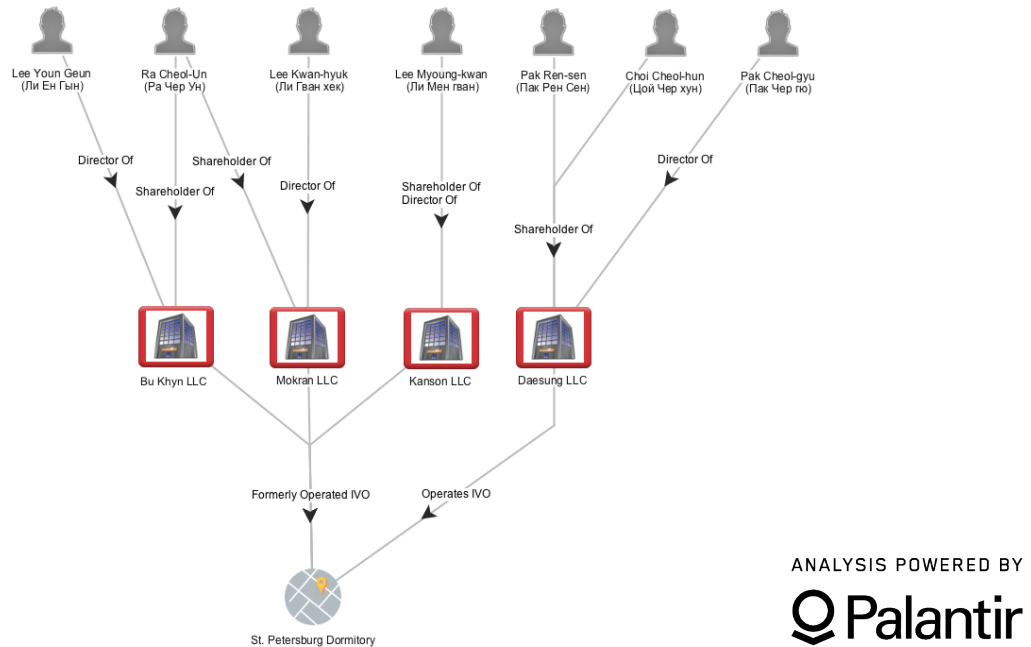 Lee Youn Geun
(Ли Ен Гын)
Ra Cheol-Un
(Ра Чер Ун)
Lee Kwan-hyuk
(Ли Гван хек)
Lee Myoung-kwan
(Ли Мен гван)
Pak Ren-sen
(Пак Рен Сен)
Choi Cheol-hun
(Цой Чер хун)
Pak Cheol-gyu
(Пак Чер гю)
Director Of
Shareholder Of
Shareholder Of
Director Of
Shareholder Of
Director Of
Shareholder Of
Director Of
Bu Khyn LLC
Mokran LLC
Kanson LLC
Daesung LLC
Formerly Operated IVO
Operates IVO
St. Petersburg Dormitory
ANALYSIS POWERED BY
Palantir